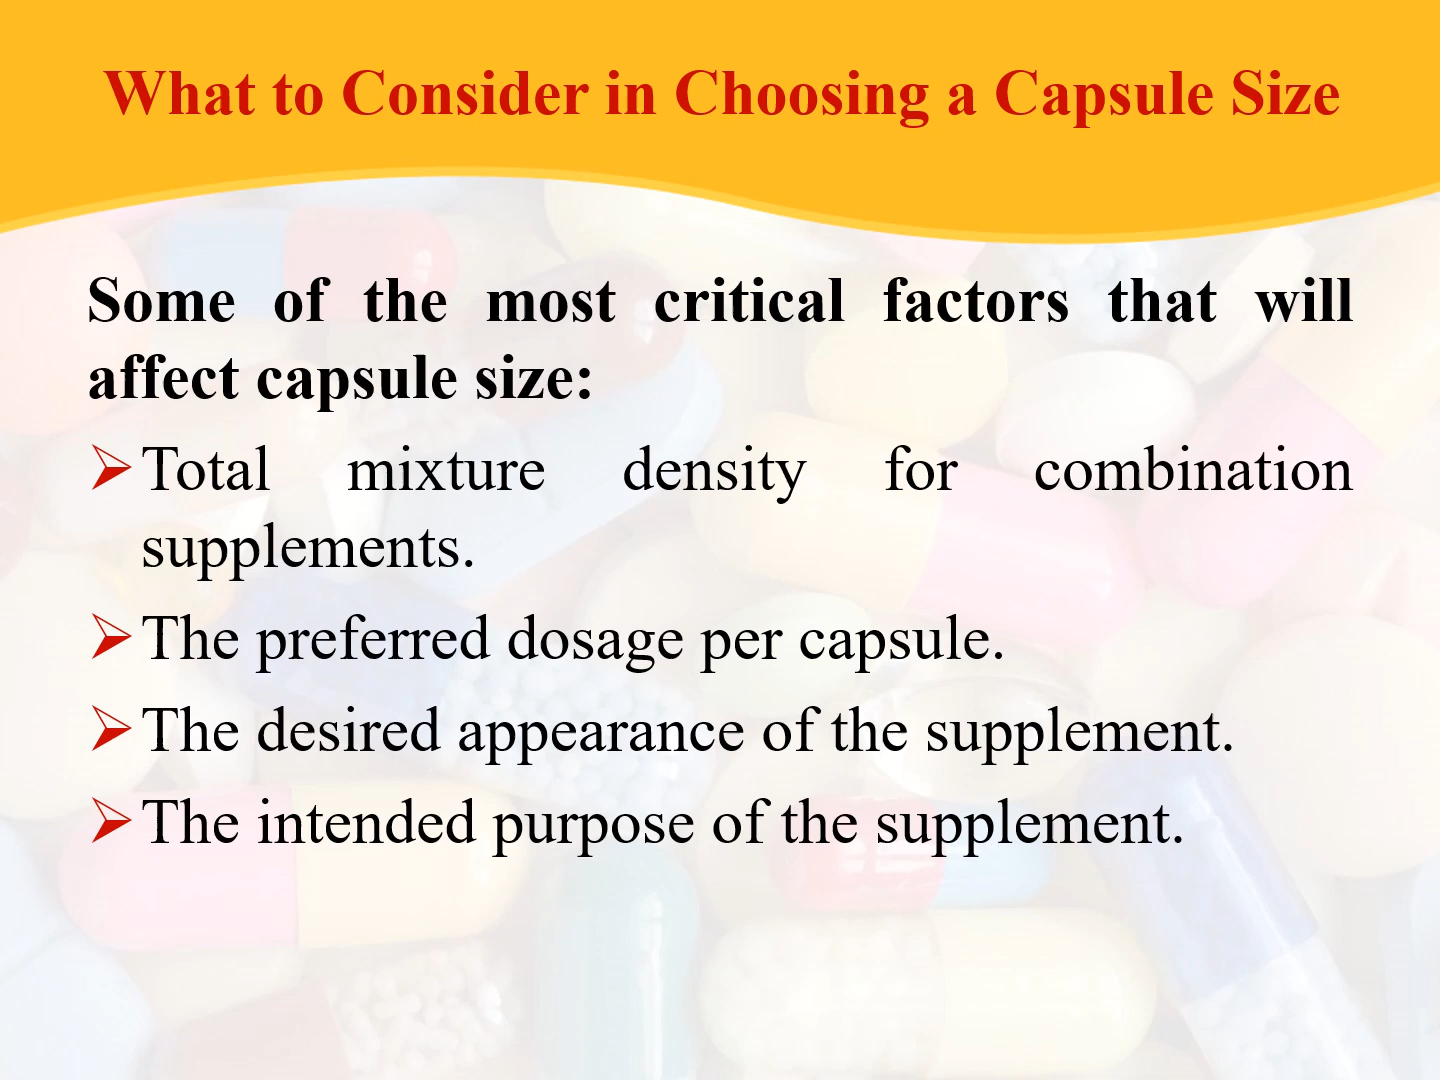 What to Consider in Choosing a Capsule Size
Some of the most critical factors that will
affect capsule size:
➢Total mixture density for combination
supplements.
➢The preferred dosage per capsule.
➢The desired appearance of the supplement.
➢The intended purpose of the supplement.